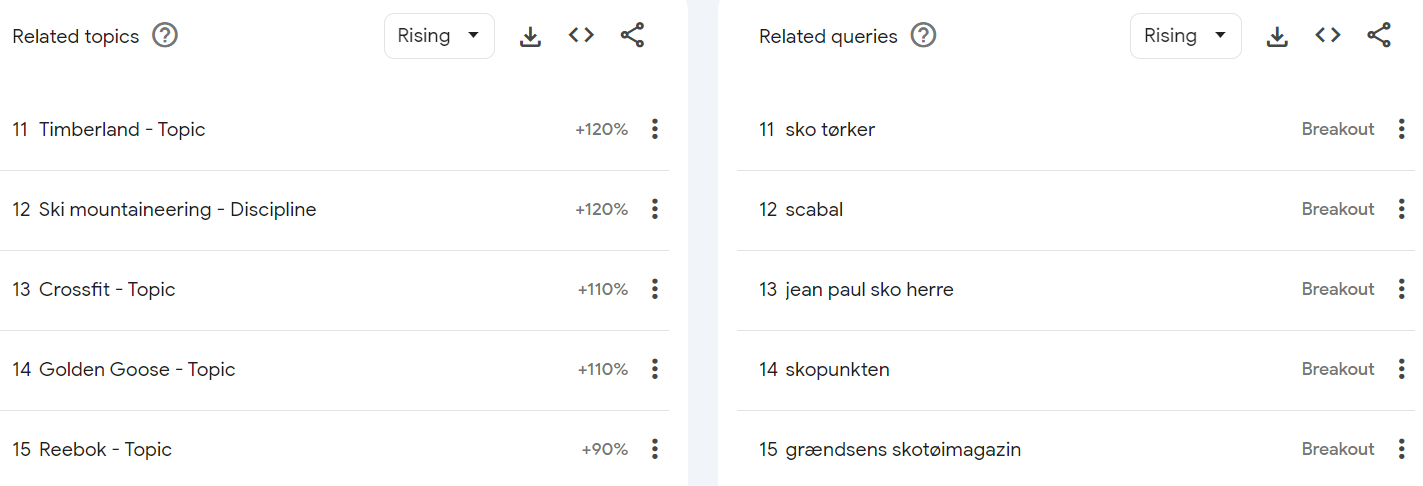 Related topics
Rising
11 Timberland - Topic +120%
12 Ski mountaineering - Discipline +120%
13 Crossfit - Topic +110%
14 Golden Goose - Topic +110%
15 Reebok - Topic +90%
Related queries
Rising
11 sko tørker Breakout
12 scabal Breakout
13 jean paul sko herre Breakout
14 skopunkten Breakout
15 grændsens skotøimagazin Breakout